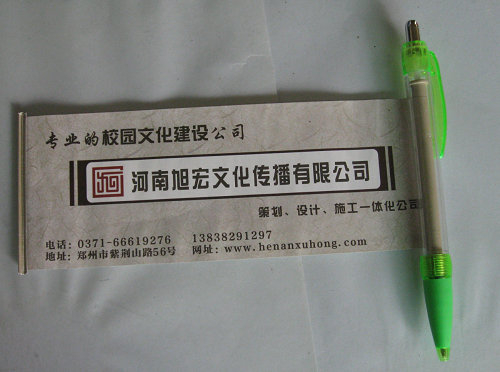 专业的校园文化建设公司
河南旭宏文化传播有限公司
策划、设计、施工一体化公司
电话：0371-66619276 13838291297
地址：郑州市紫荆山路56号 网址：www.henanxuhong.com